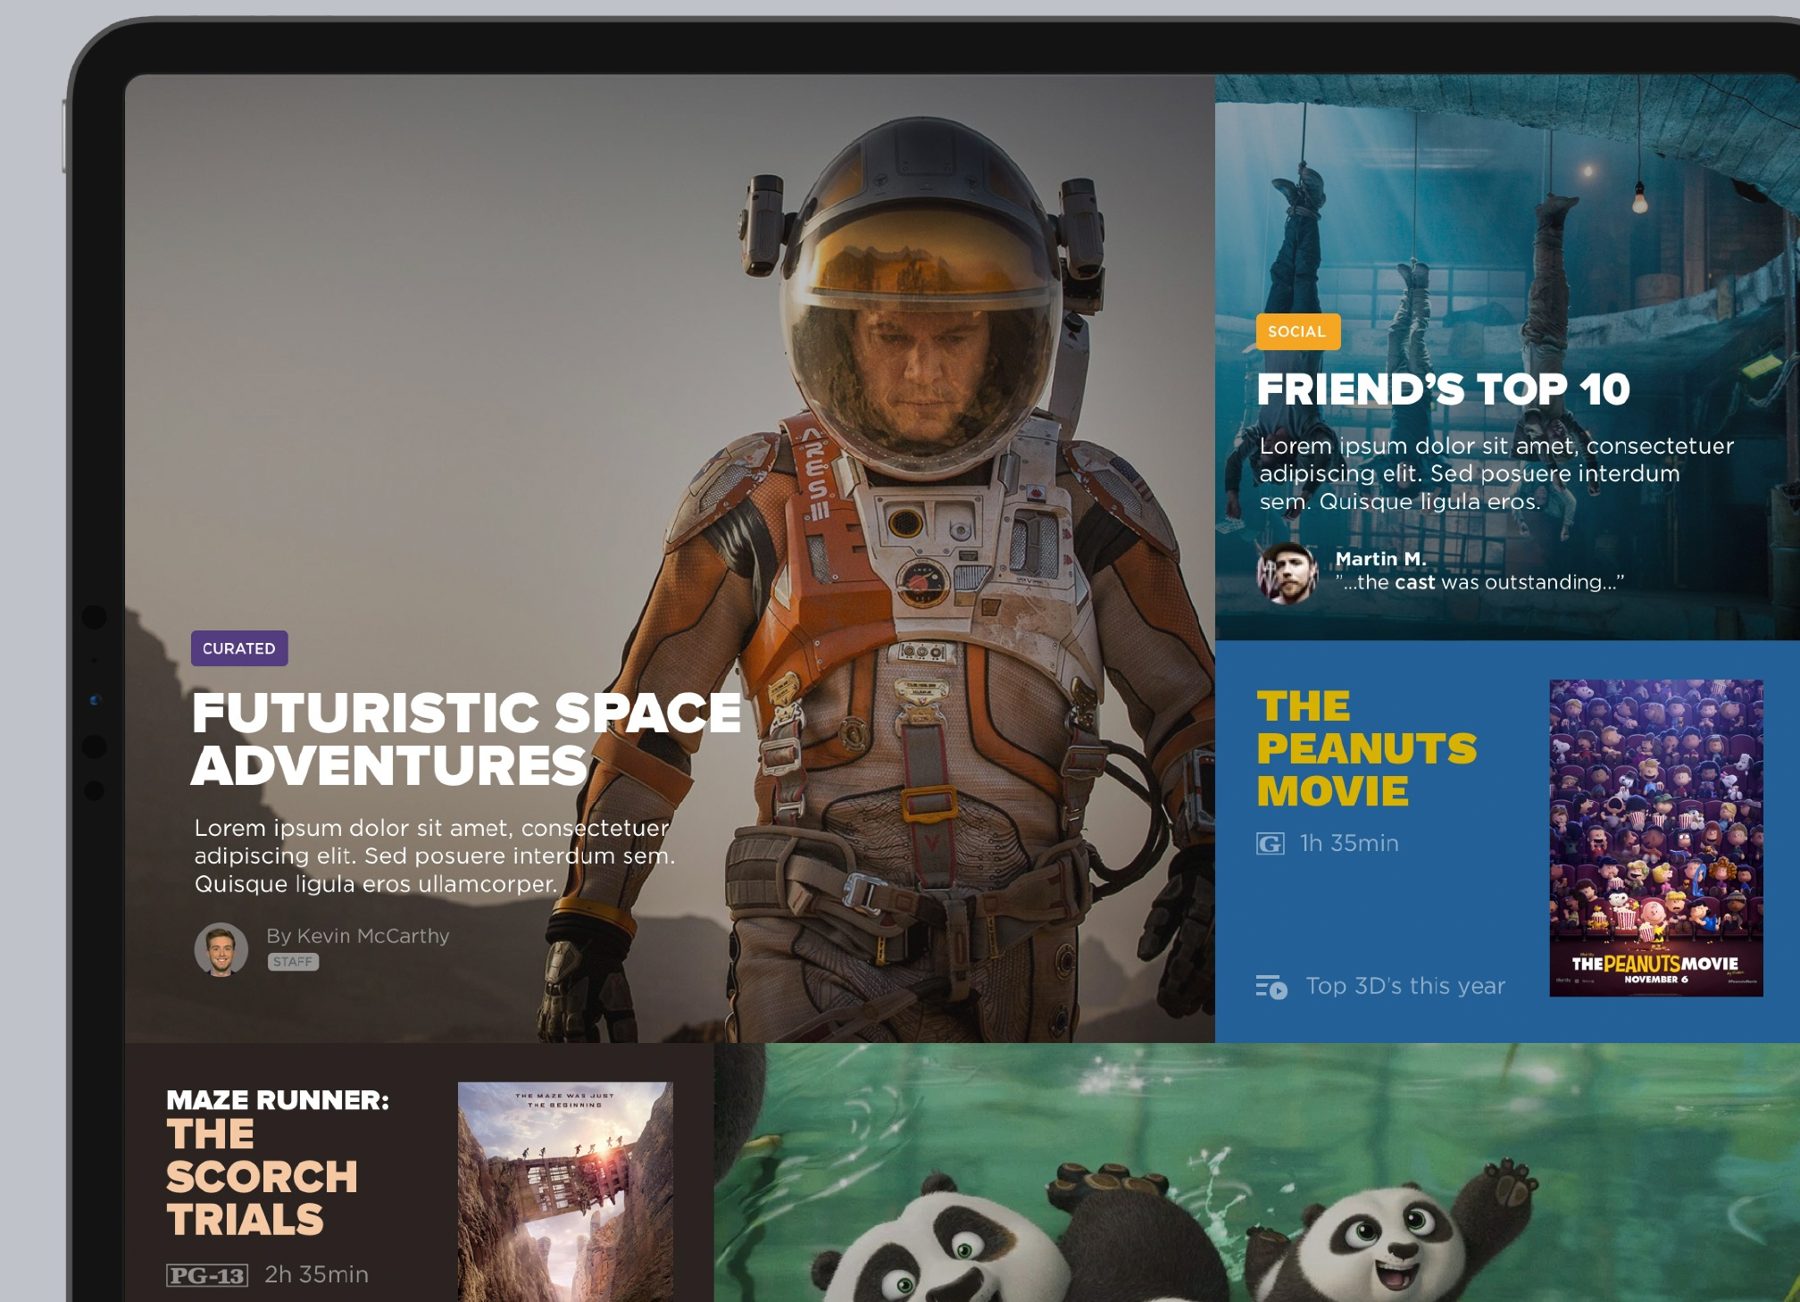 CURATED
FUTURISTIC SPACE
ADVENTURES
Lorem ipsum dolor sit amet, consectetuer
adipiscing elit. Sed posuere interdum sem.
Quisque ligula eros ullamcorper.
By Kevin McCarthy
STAFF
ARES III
SOCIAL
FRIEND’S TOP 10
Lorem ipsum dolor sit amet, consectetuer
adipiscing elit. Sed posuere interdum
sem. Quisque ligula eros.
Martin M.
”...the cast was outstanding...”
THE
PEANUTS
MOVIE
G 1h 35min
Top 3D's this year
THE PEANUTS MOVIE
NOVEMBER 6
MAZE RUNNER:
THE
SCORCH
TRIALS
PG-13 2h 35min
THE MAZE WAS JUST
THE BEGINNING